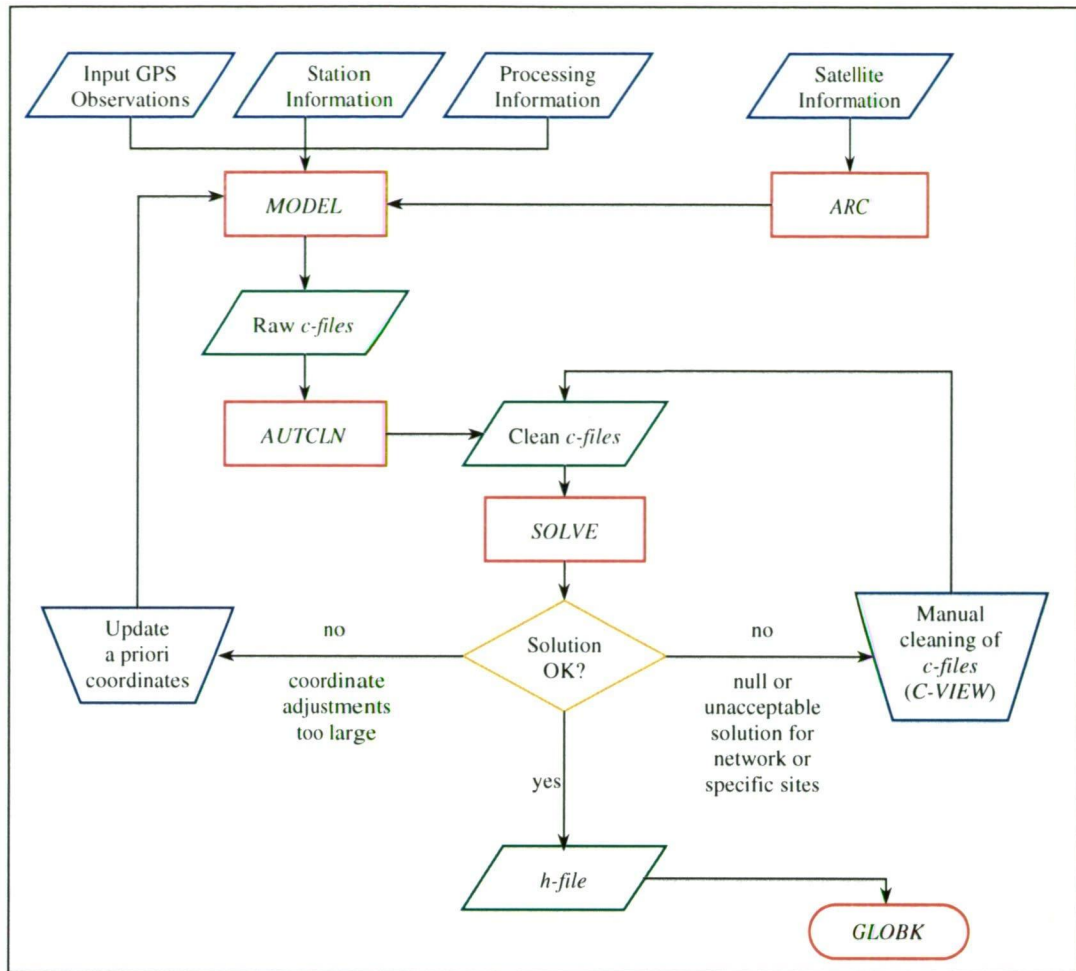 Input GPS
Observations
Station
Information
Processing
Information
Satellite
Information
MODEL
ARC
Raw c-files
AUTCLN
Clean c-files
SOLVE
Update
a priori
coordinates
no
coordinate
adjustments
too large
Solution
OK?
no
null or
unacceptable
solution for
network or
specific sites
Manual
cleaning of
c-files
(C-VIEW)
yes
h-file
GLOBK